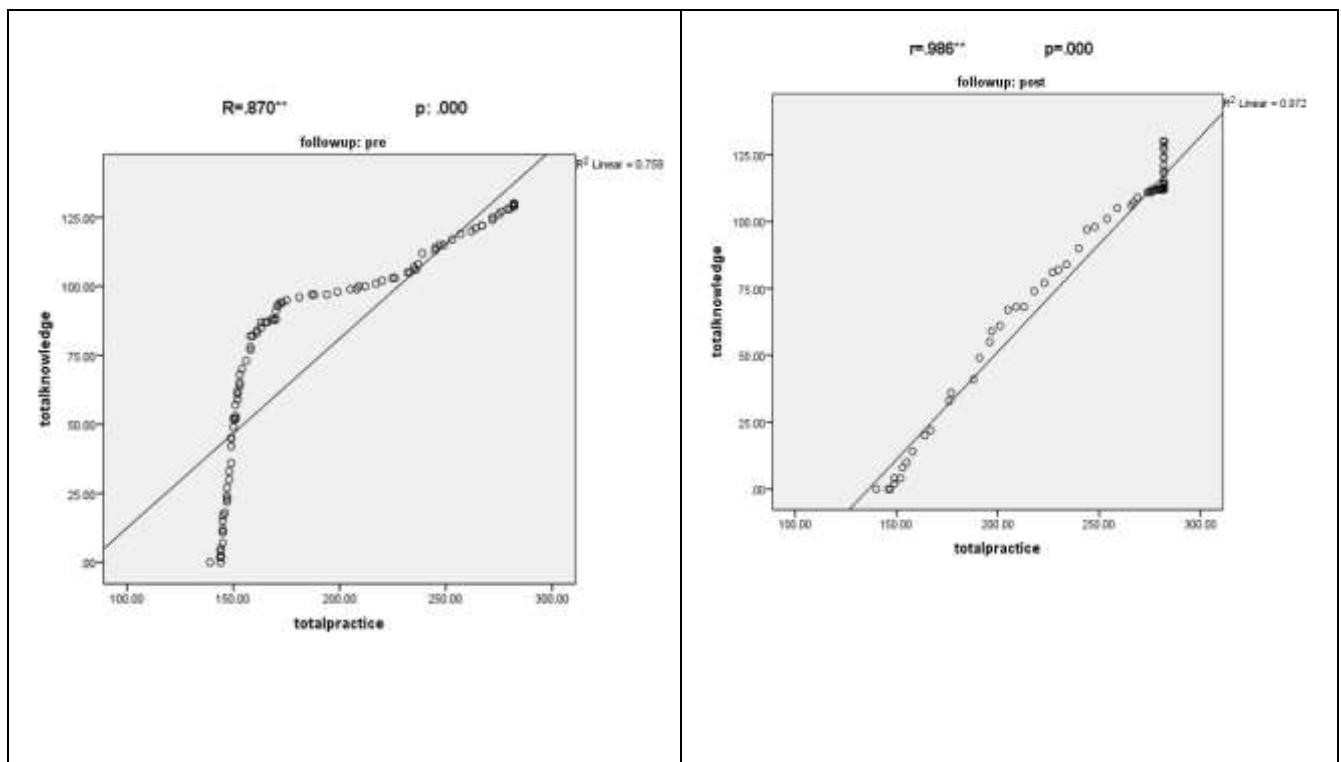 R=.870** p: .000
followup: pre
R² Linear = 0.758
125.00
100.00
75.00
50.00
25.00
.00
totalknowledge
100.00 150.00 200.00 250.00 300.00
totalpractice
r=.986** p=.000
followup: post
R² Linear = 0.972
125.00
100.00
75.00
50.00
25.00
.00
totalknowledge
100.00 150.00 200.00 250.00 300.00
totalpractice